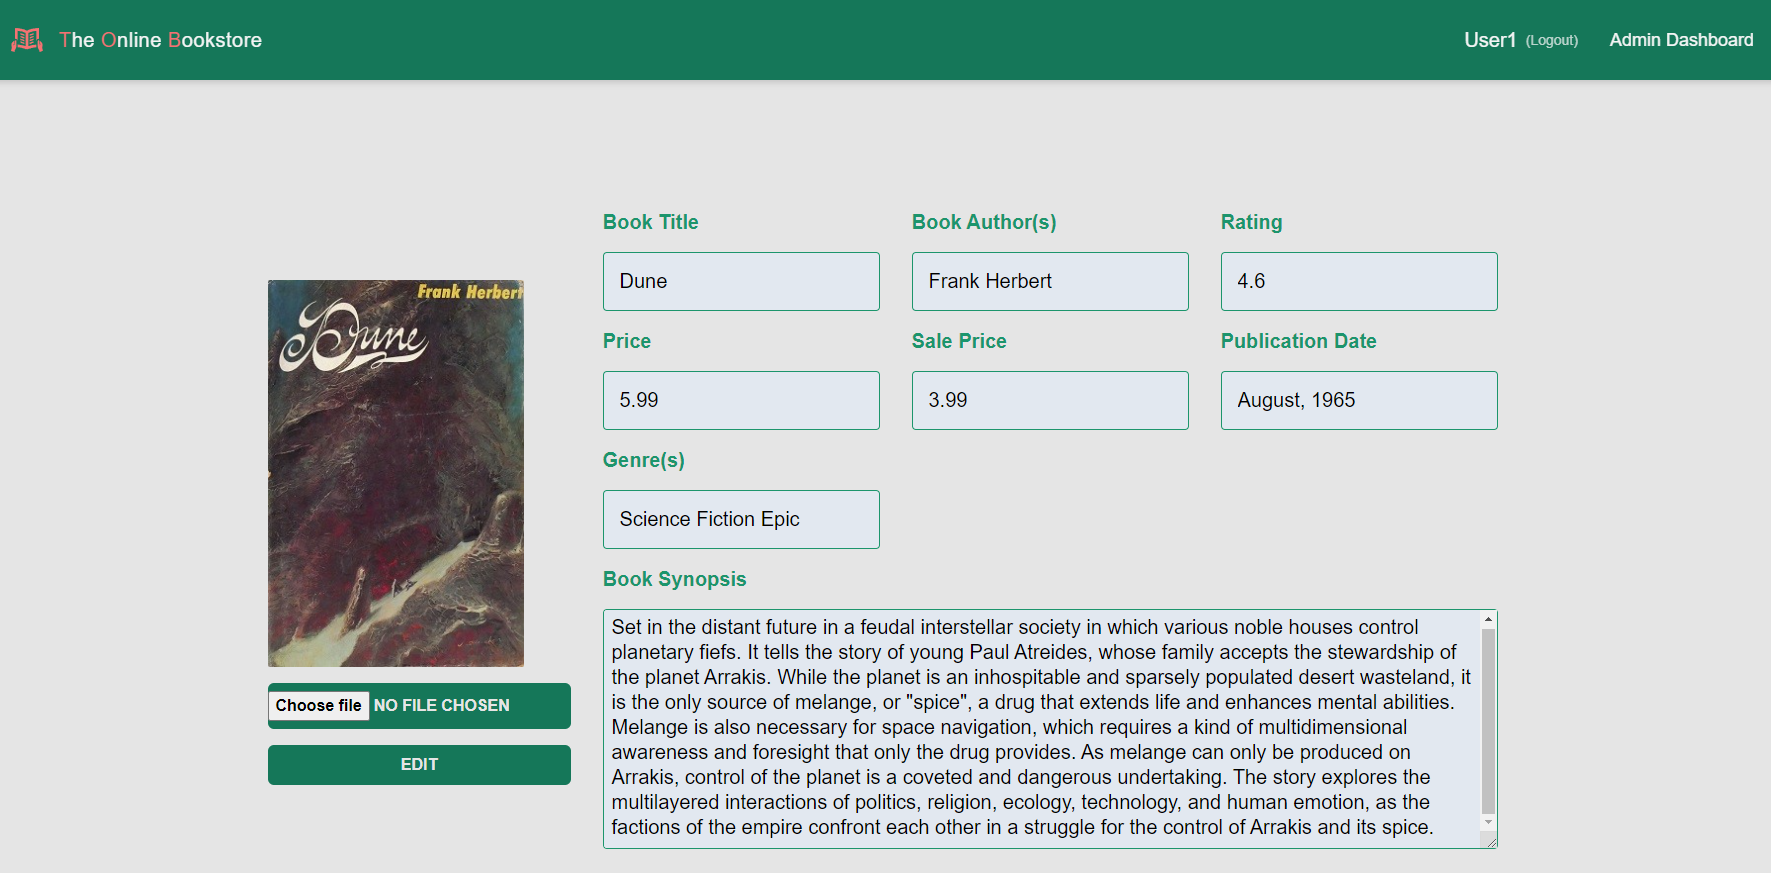 The Online Bookstore
User1 (Logout) Admin Dashboard
Book Title Book Author(s) Rating
Dune Frank Herbert 4.6
Price Sale Price Publication Date
5.99 3.99 August, 1965
Genre(s)
Science Fiction Epic
Book Synopsis
Set in the distant future in a feudal interstellar society in which various noble houses control
planetary fiefs. It tells the story of young Paul Atreides, whose family accepts the stewardship of
the planet Arrakis. While the planet is an inhospitable and sparsely populated desert wasteland, it
is the only source of melange, or "spice", a drug that extends life and enhances mental abilities.
Melange is also necessary for space navigation, which requires a kind of multidimensional
awareness and foresight that only the drug provides. As melange can only be produced on
Arrakis, control of the planet is a coveted and dangerous undertaking. The story explores the
multilayered interactions of politics, religion, ecology, technology, and human emotion, as the
factions of the empire confront each other in a struggle for the control of Arrakis and its spice.
Frank Herbert
Dune
Choose file NO FILE CHOSEN
EDIT